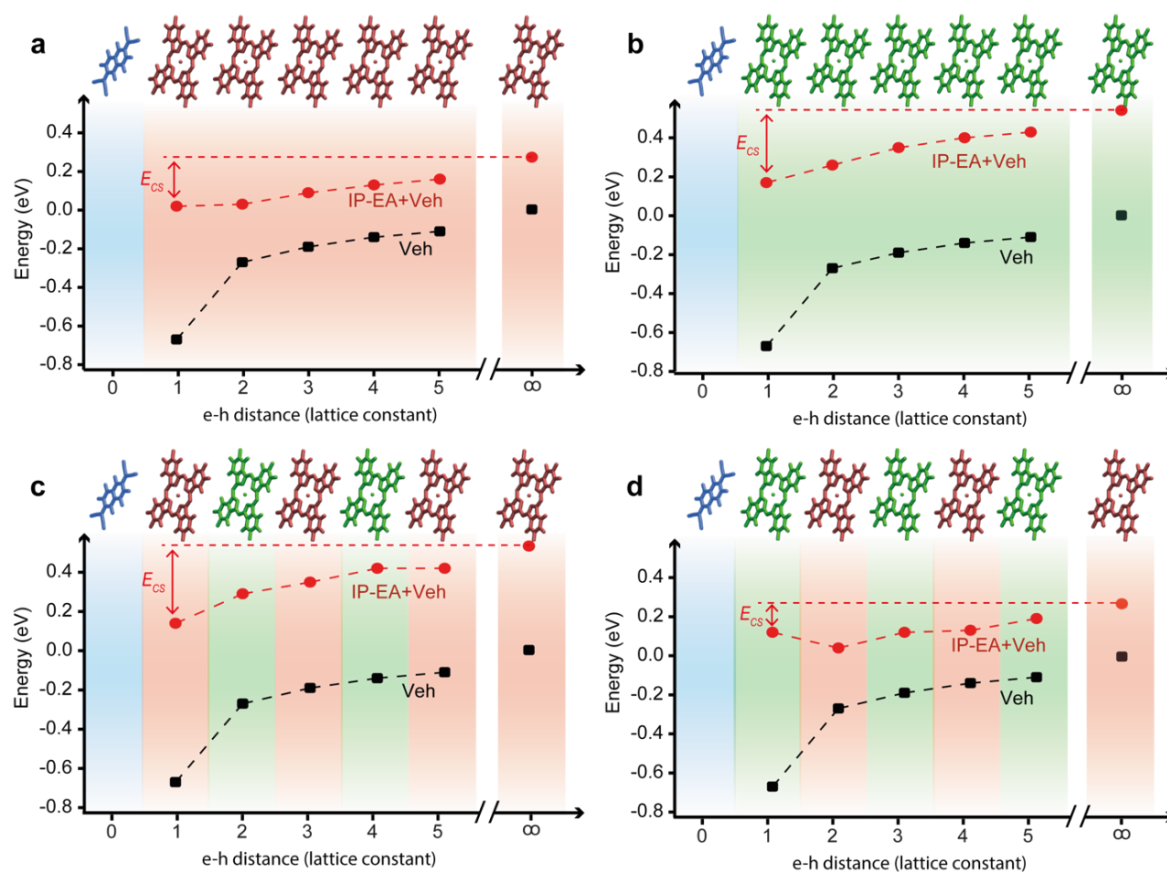 a
Energy (eV)
0.4
0.2
0.0
-0.2
-0.4
-0.6
-0.8
E_CS
IP-EA+Veh
Veh
0 1 2 3 4 5 ∞
e-h distance (lattice constant)
b
Energy (eV)
0.4
0.2
0.0
-0.2
-0.4
-0.6
-0.8
E_CS
IP-EA+Veh
Veh
0 1 2 3 4 5 ∞
e-h distance (lattice constant)
c
Energy (eV)
0.4
0.2
0.0
-0.2
-0.4
-0.6
-0.8
E_CS
IP-EA+Veh
Veh
0 1 2 3 4 5 ∞
e-h distance (lattice constant)
d
Energy (eV)
0.4
0.2
0.0
-0.2
-0.4
-0.6
-0.8
E_CS
IP-EA+Veh
Veh
0 1 2 3 4 5 ∞
e-h distance (lattice constant)